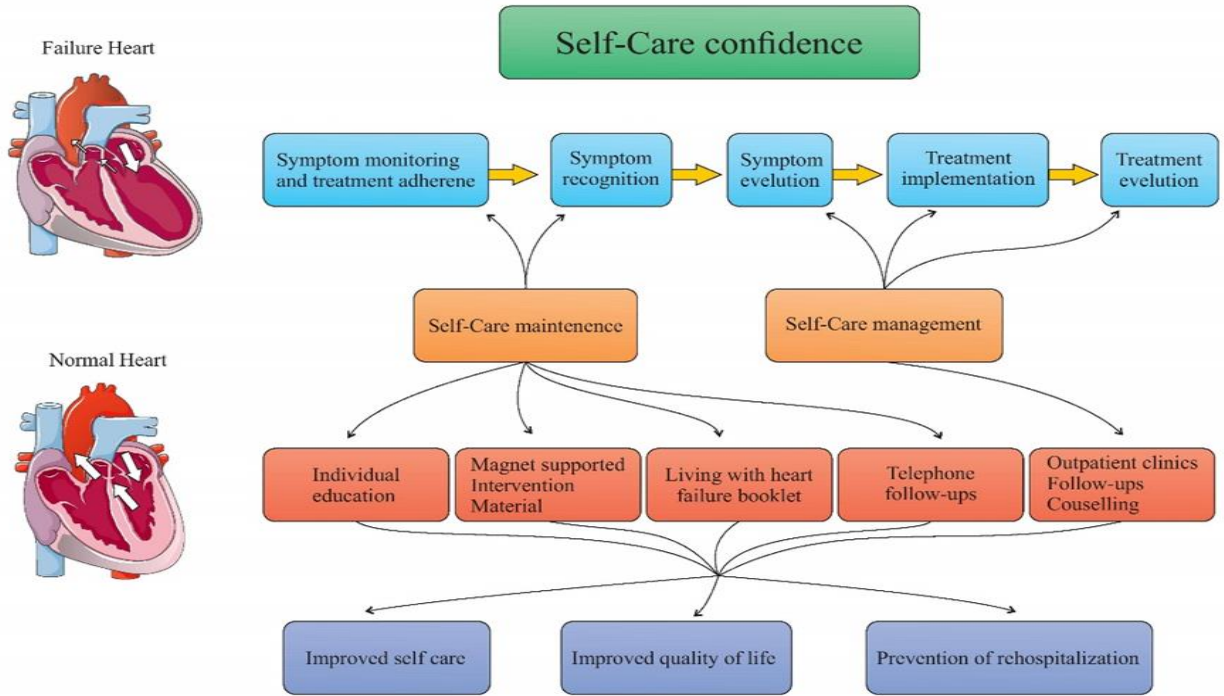 Failure Heart
Self-Care confidence
Symptom monitoring
and treatment adherene
Symptom
recognition
Symptom
evelution
Treatment
implementation
Treatment
evelution
Self-Care maintenence
Self-Care management
Normal Heart
Individual
education
Magnet supported
Intervention
Material
Living with heart
failure booklet
Telephone
follow-ups
Outpatient clinics
Follow-ups
Couselling
Improved self care
Improved quality of life
Prevention of rehospitalization